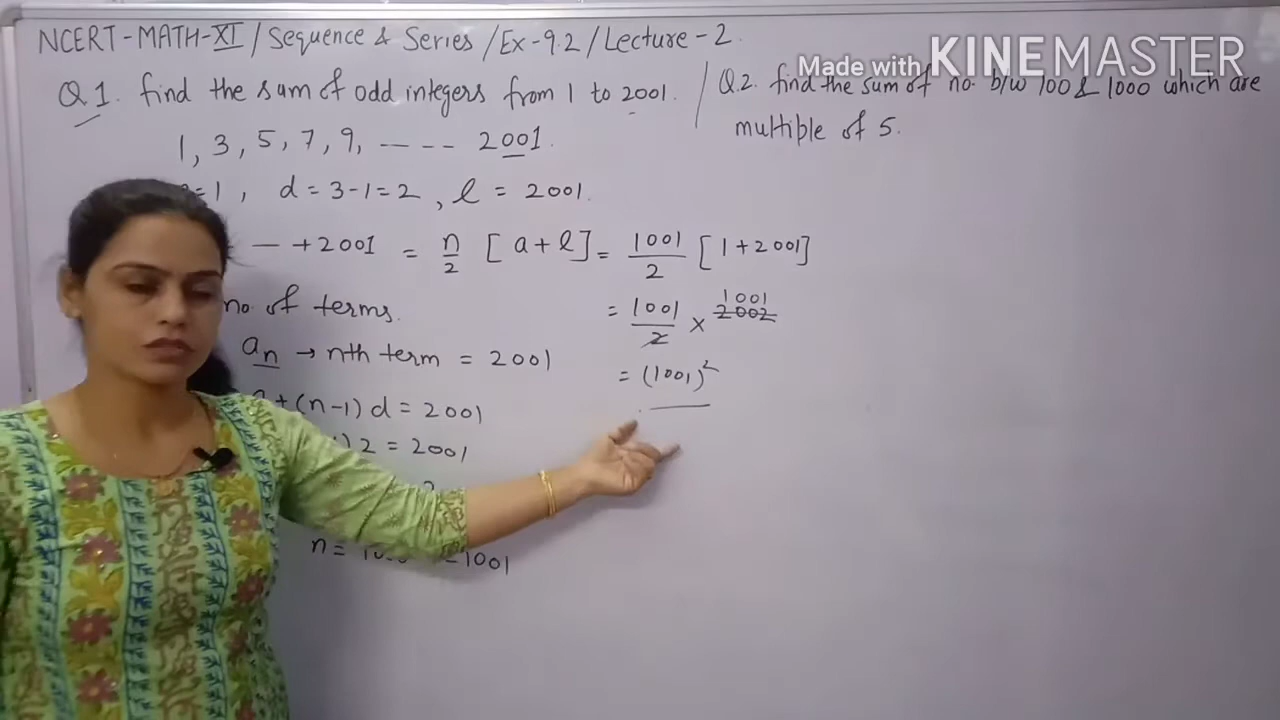 NCERT-MATH-XI / Sequence & Series / Ex-9.2 / Lecture-2.
Made with KINEMASTER
Q 1. find the sum of odd integers from 1 to 2001.
1, 3, 5, 7, 9, ---- 2001.
=1, d = 3-1=2, l = 2001.
— +2001 = n/2 [a+l] = 1001/2 [1+2001]
no. of terms.
= 1001/2 × 2002 1001
an → nth term = 2001
= (1001)²
+(n-1) d = 2001
) 2 = 2001
n = 1001
Q.2. find the sum of no. b/w 100 & 1000 which are
multiple of 5.